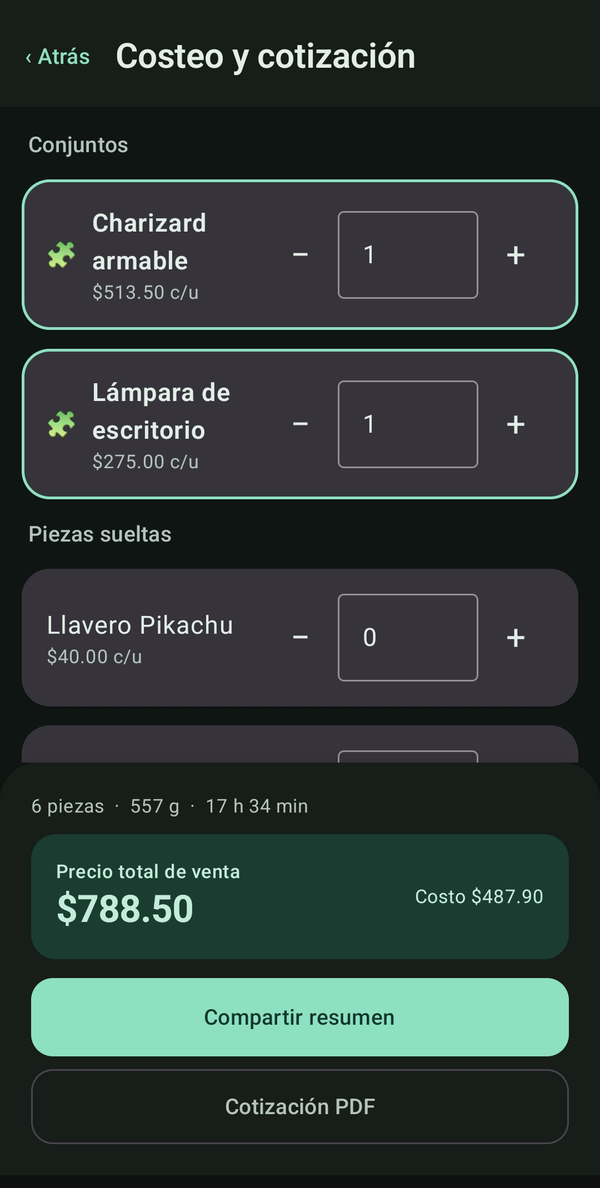 ‹ Atrás Costeo y cotización
Conjuntos
Charizard
armable
$513.50 c/u
− 1 +
Lámpara de
escritorio
$275.00 c/u
− 1 +
Piezas sueltas
Llavero Pikachu
$40.00 c/u
− 0 +
6 piezas · 557 g · 17 h 34 min
Precio total de venta
$788.50
Costo $487.90
Compartir resumen
Cotización PDF